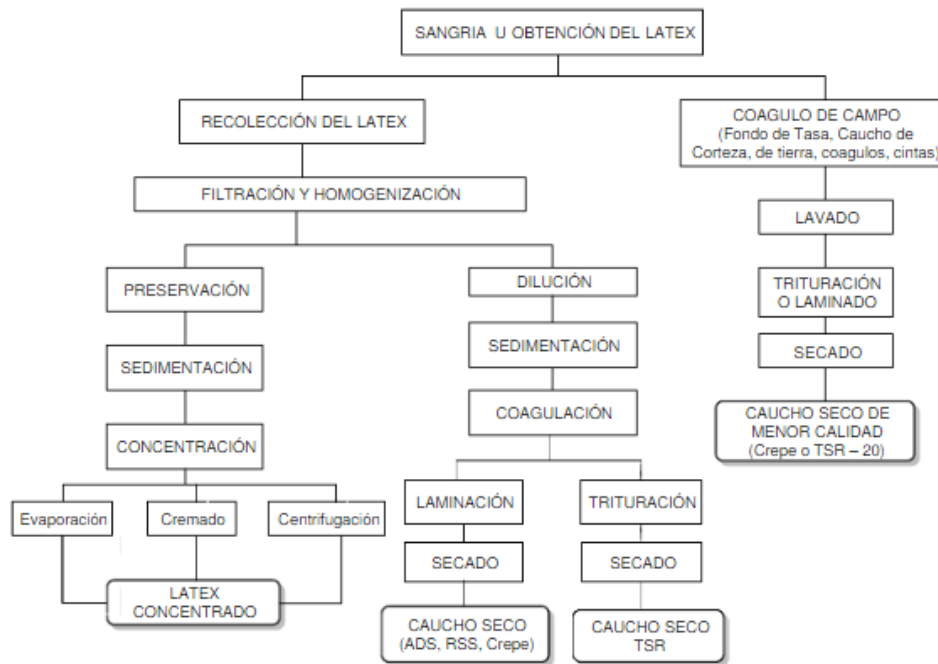 SANGRIA U OBTENCIÓN DEL LATEX
RECOLECCIÓN DEL LATEX
COAGULO DE CAMPO
(Fondo de Tasa, Caucho de
Corteza, de tierra, coagulos, cintas)
FILTRACIÓN Y HOMOGENIZACIÓN
LAVADO
PRESERVACIÓN
DILUCIÓN
TRITURACIÓN
O LAMINADO
SEDIMENTACIÓN
SEDIMENTACIÓN
SECADO
CONCENTRACIÓN
COAGULACIÓN
CAUCHO SECO DE
MENOR CALIDAD
(Crepe o TSR – 20)
Evaporación
Cremado
Centrifugación
LAMINACIÓN
TRITURACIÓN
SECADO
SECADO
LATEX
CONCENTRADO
CAUCHO SECO
(ADS, RSS, Crepe)
CAUCHO SECO
TSR